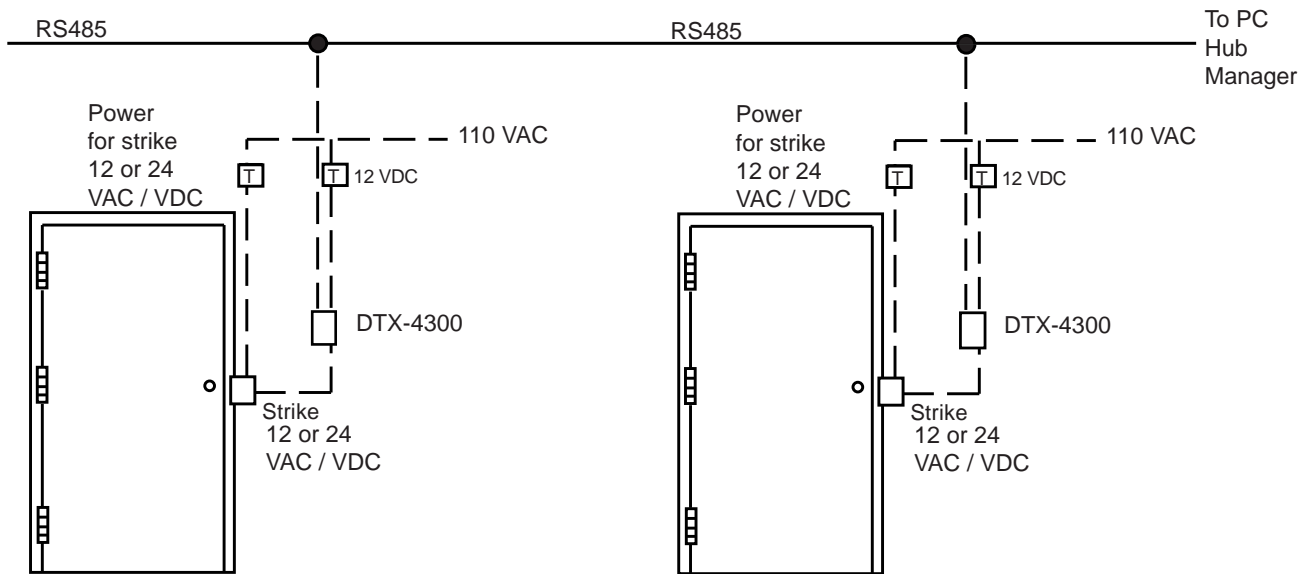 RS485
RS485
To PC
Hub
Manager
Power
for strike
12 or 24
VAC / VDC
110 VAC
T
T
12 VDC
DTX-4300
Strike
12 or 24
VAC / VDC
Power
for strike
12 or 24
VAC / VDC
110 VAC
T
T
12 VDC
DTX-4300
Strike
12 or 24
VAC / VDC